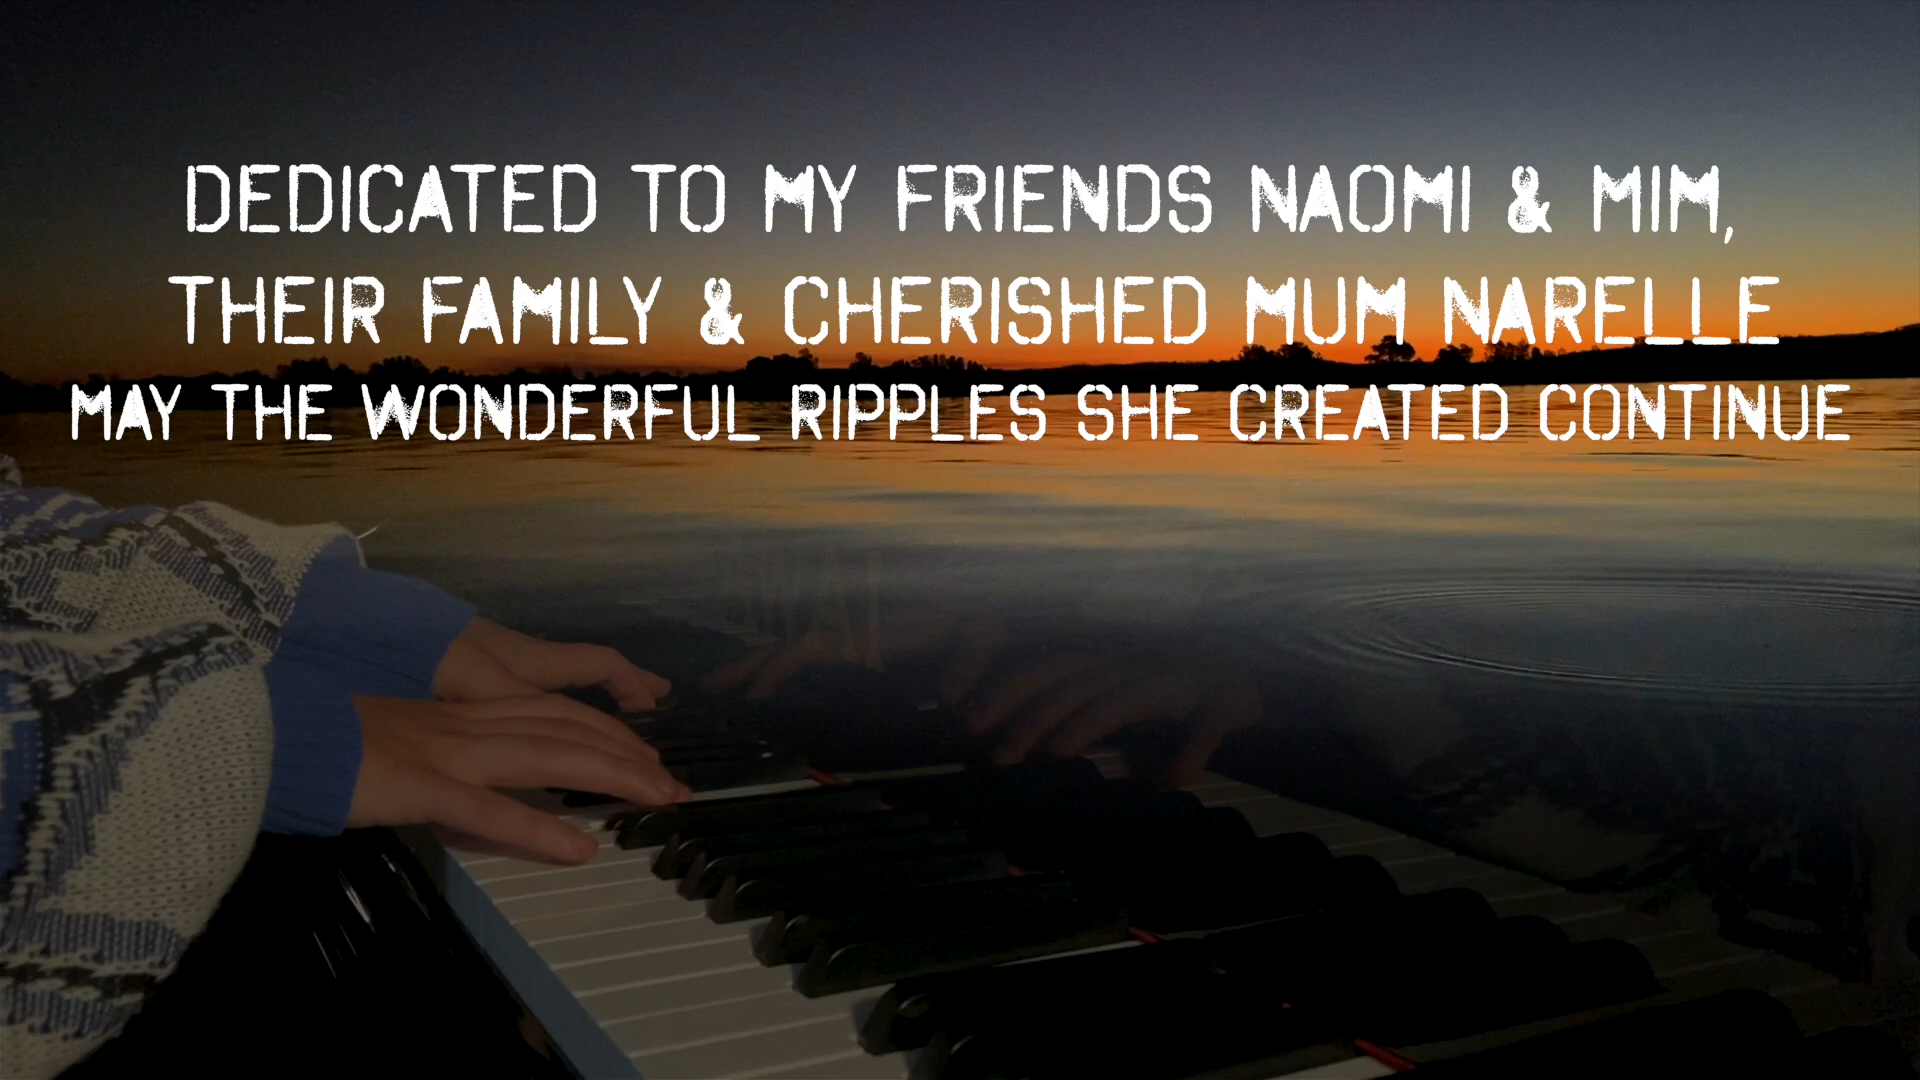 DEDICATED TO MY FRIENDS NAOMI & MIM,
THEIR FAMILY & CHERISHED MUM NARELLE
MAY THE WONDERFUL RIPPLES SHE CREATED CONTINUE